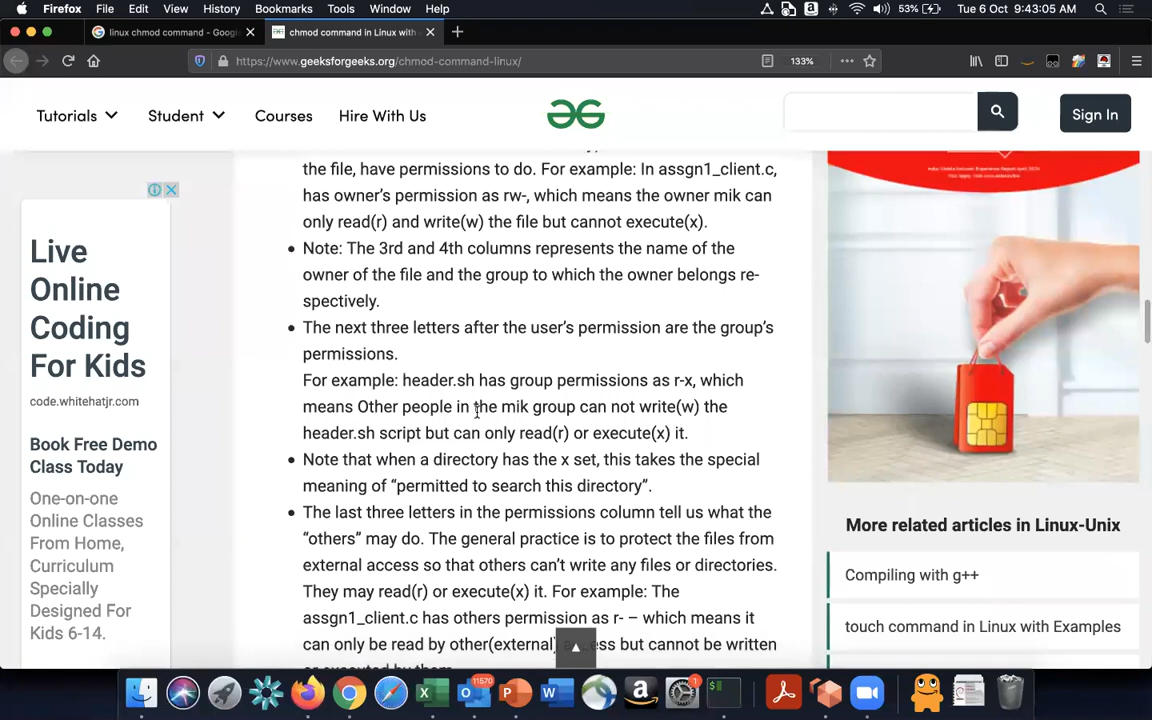 Firefox File Edit View History Bookmarks Tools Window Help 53% Tue 6 Oct 9:43:05 AM
linux chmod command - Googl
chmod command in Linux with
https://www.geeksforgeeks.org/chmod-command-linux/
133%
Tutorials Student Courses Hire With Us
Sign In
the file, have permissions to do. For example: In assgn1_client.c,
has owner's permission as rw-, which means the owner mik can
only read(r) and write(w) the file but cannot execute(x).
Note: The 3rd and 4th columns represents the name of the
owner of the file and the group to which the owner belongs re-
spectively.
The next three letters after the user's permission are the group's
permissions.
For example: header.sh has group permissions as r-x, which
means Other people in the mik group can not write(w) the
header.sh script but can only read(r) or execute(x) it.
Note that when a directory has the x set, this takes the special
meaning of “permitted to search this directory”.
The last three letters in the permissions column tell us what the
“others” may do. The general practice is to protect the files from
external access so that others can't write any files or directories.
They may read(r) or execute(x) it. For example: The
assgn1_client.c has others permission as r- – which means it
can only be read by other(external) access but cannot be written
or executed by them
Live
Online
Coding
For Kids
code.whitehatjr.com
Book Free Demo
Class Today
One-on-one
Online Classes
From Home,
Curriculum
Specially
Designed For
Kids 6-14.
More related articles in Linux-Unix
Compiling with g++
touch command in Linux with Examples
11570
1